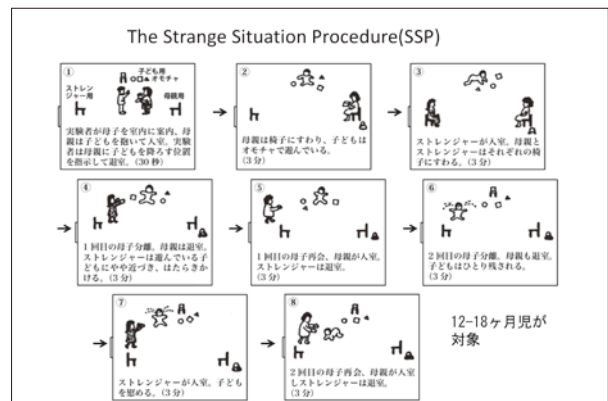 The Strange Situation Procedure(SSP)
①
子ども用
オモチャ
ストレン
ジャー用
母親用
実験者が母子を室内に案内、母
親は子どもを抱いて入室。実験
者は母親に子どもを降ろす位置
を指示して退室。(30秒)
②
母親は椅子にすわり、子どもは
オモチャで遊んでいる。
(3分)
③
ストレンジャーが入室。母親と
ストレンジャーはそれぞれの椅
子にすわる。(3分)
④
1回目の母子分離。母親は退室。
ストレンジャーは遊んでいる子
どもにやや近づき、はたらきか
ける。(3分)
⑤
1回目の母子再会、母親が入室。
ストレンジャーは退室。
(3分)
⑥
2回目の母子分離。母親も退室。
子どもはひとり残される。
(3分)
⑦
ストレンジャーが入室。子ども
を慰める。(3分)
⑧
2回目の母子再会、母親が入室
しストレンジャーは退室。
(3分)
12-18ヶ月児が
対象